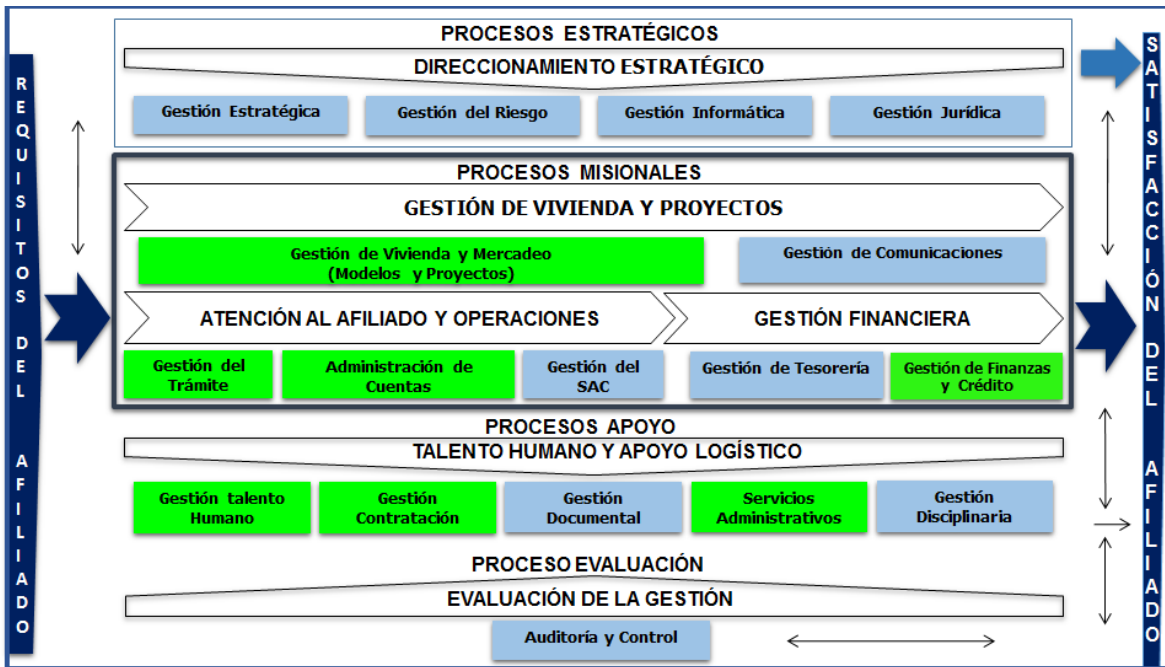 REQUISITOS DEL AFILIADO
PROCESOS ESTRATÉGICOS
DIRECCIONAMIENTO ESTRATÉGICO
Gestión Estratégica
Gestión del Riesgo
Gestión Informática
Gestión Jurídica
PROCESOS MISIONALES
GESTIÓN DE VIVIENDA Y PROYECTOS
Gestión de Vivienda y Mercadeo
(Modelos y Proyectos)
Gestión de Comunicaciones
ATENCIÓN AL AFILIADO Y OPERACIONES
GESTIÓN FINANCIERA
Gestión del
Trámite
Administración de
Cuentas
Gestión del
SAC
Gestión de Tesorería
Gestión de Finanzas
y Crédito
PROCESOS APOYO
TALENTO HUMANO Y APOYO LOGÍSTICO
Gestión talento
Humano
Gestión
Contratación
Gestión
Documental
Servicios
Administrativos
Gestión
Disciplinaria
PROCESO EVALUACIÓN
EVALUACIÓN DE LA GESTIÓN
Auditoría y Control
SATISFACCIÓN DEL AFILIADO